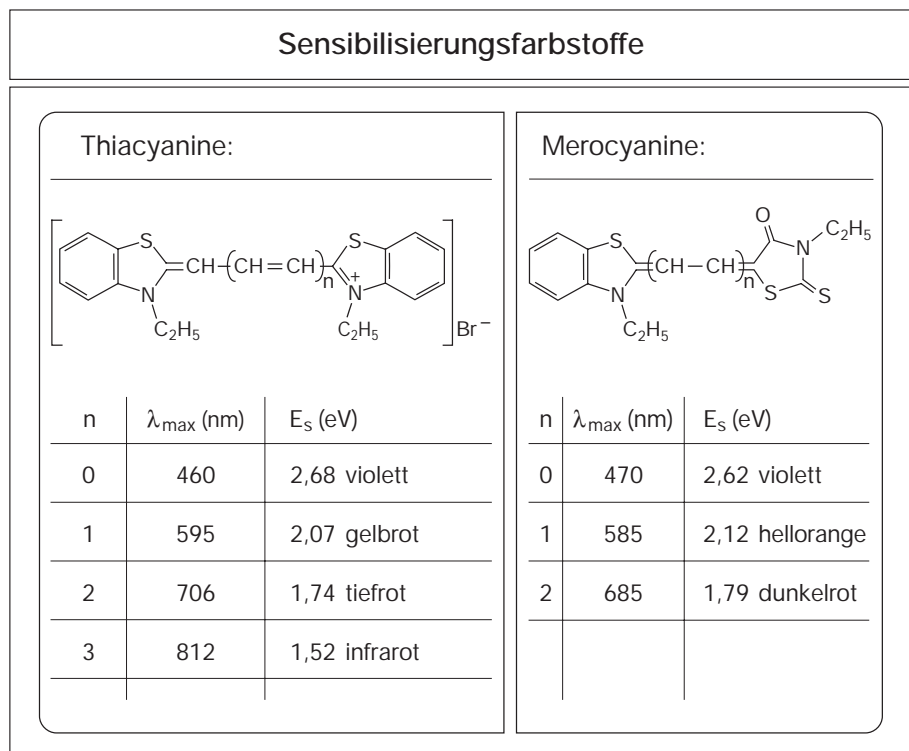 Sensibilisierungsfarbstoffe
Thiacyanine:
S
CH
(CH=CH)n
S
N
C2H5
N+
C2H5
Br−
n λmax (nm) Es (eV)
0 460 2,68 violett
1 595 2,07 gelbrot
2 706 1,74 tiefrot
3 812 1,52 infrarot
Merocyanine:
O
S
N
C2H5
(CH–CH)n
N
C2H5
S
S
n λmax (nm) Es (eV)
0 470 2,62 violett
1 585 2,12 hellorange
2 685 1,79 dunkelrot